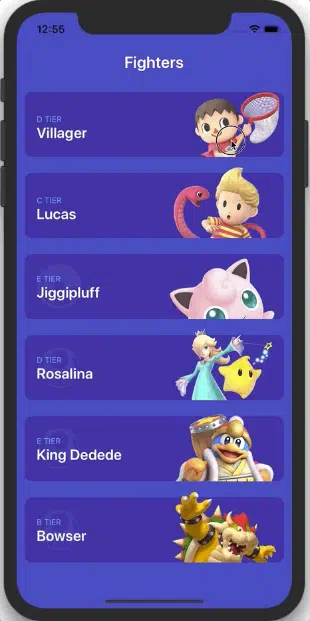 12:55
Fighters
D TIER
Villager
C TIER
Lucas
E TIER
Jiggipluff
D TIER
Rosalina
E TIER
King Dedede
B TIER
Bowser